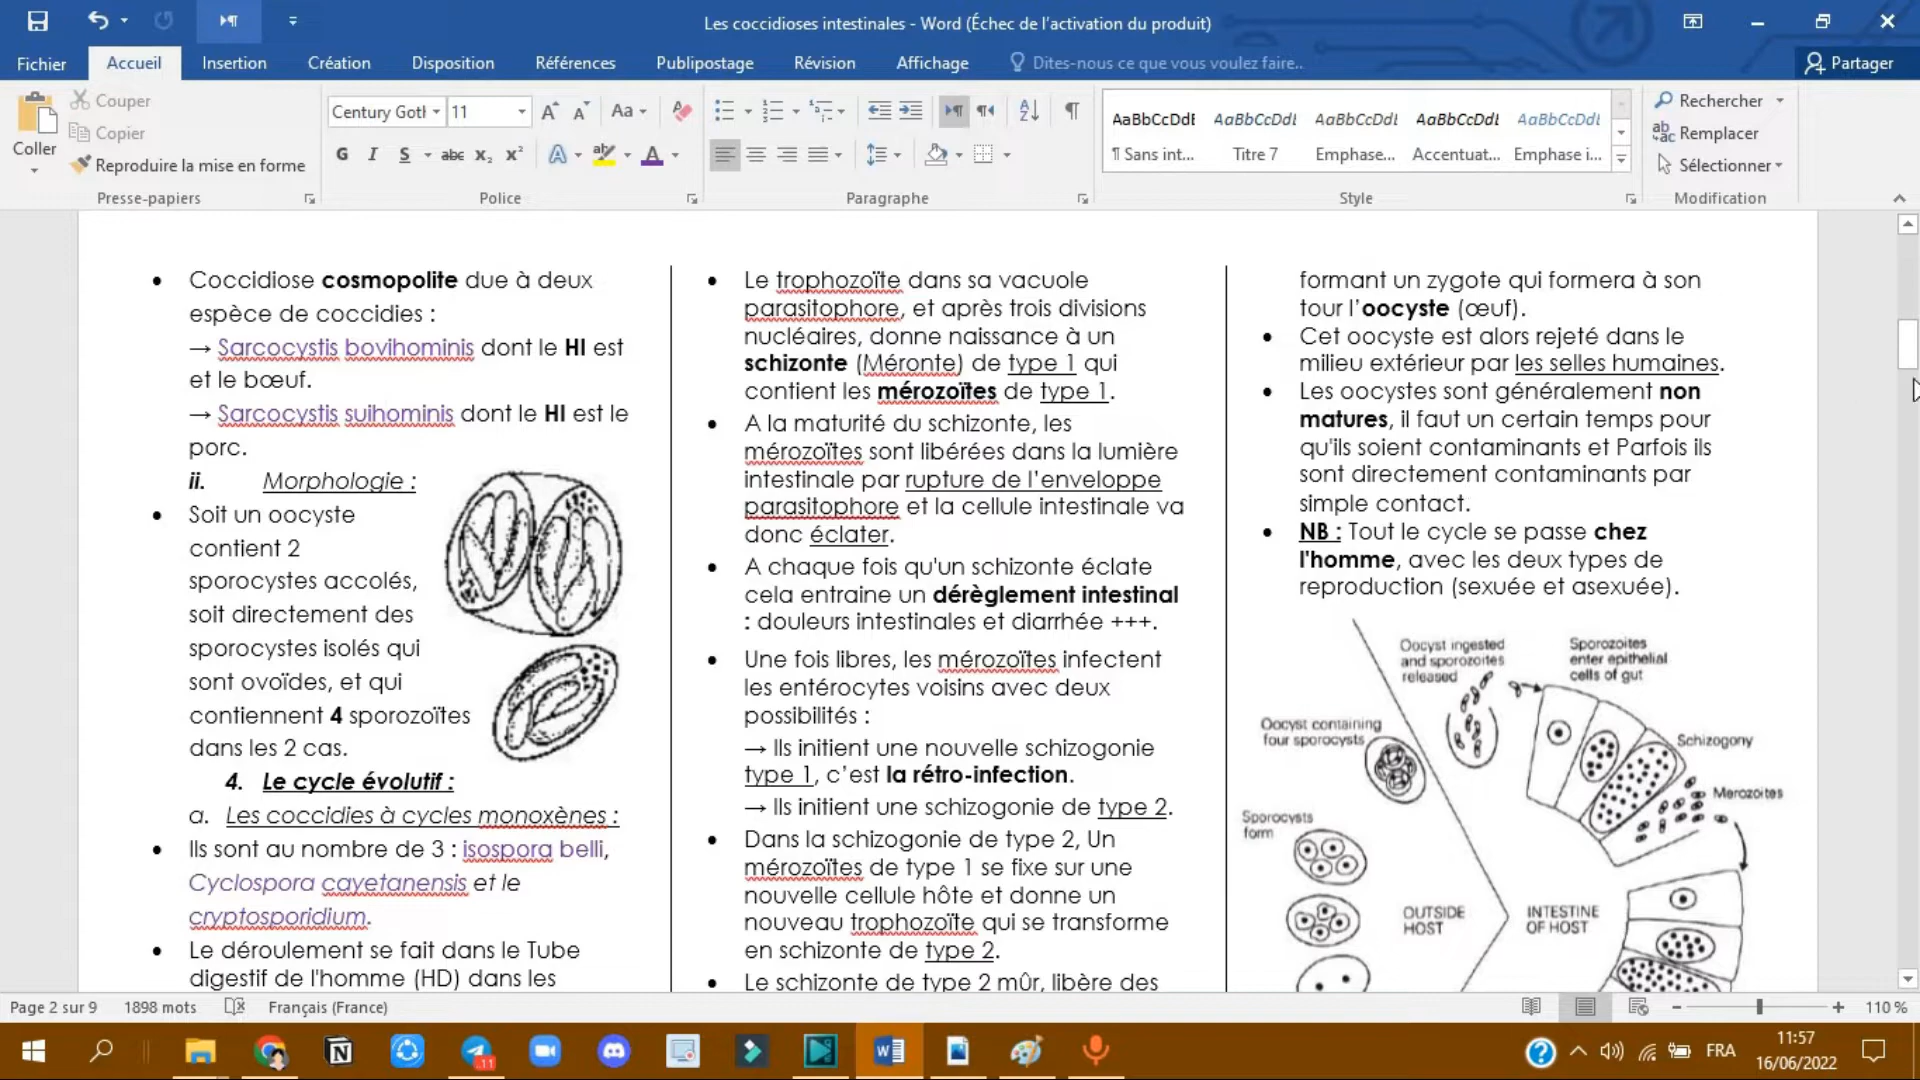 Les coccidioses intestinales - Word (Échec de l'activation du produit)
Fichier
Accueil
Insertion
Création
Disposition
Références
Publipostage
Révision
Affichage
Dites-nous ce que vous voulez faire..
Partager
Coller
Couper
Copier
Reproduire la mise en forme
Presse-papiers
Century Gotl
11
Aa
G I S abc x₂ x²
A
Police
Paragraphe
AaBbCcDdE
AaBbCcDdL
AaBbCcDdL
AaBbCcDdL
AaBbCcDdL
¶ Sans int...
Titre 7
Emphase...
Accentuat...
Emphase i...
Style
Rechercher
Remplacer
Sélectionner
Modification
• Coccidiose cosmopolite due à deux
espèce de coccidies :
→ Sarcocystis bovihominis dont le HI est
et le bœuf.
→ Sarcocystis suihominis dont le HI est le
porc.
ii. Morphologie :
• Soit un oocyste
contient 2
sporocystes accolés,
soit directement des
sporocystes isolés qui
sont ovoïdes, et qui
contiennent 4 sporozoïtes
dans les 2 cas.
4. Le cycle évolutif :
a. Les coccidies à cycles monoxènes :
• Ils sont au nombre de 3 : isospora belli,
Cyclospora cayetanensis et le
cryptosporidium.
• Le déroulement se fait dans le Tube
digestif de l'homme (HD) dans les
• Le trophozoïte dans sa vacuole
parasitophore, et après trois divisions
nucléaires, donne naissance à un
schizonte (Méronte) de type 1 qui
contient les mérozoïtes de type 1.
• A la maturité du schizonte, les
mérozoïtes sont libérées dans la lumière
intestinale par rupture de l'enveloppe
parasitophore et la cellule intestinale va
donc éclater.
• A chaque fois qu'un schizonte éclate
cela entraine un dérèglement intestinal
: douleurs intestinales et diarrhée +++.
• Une fois libres, les mérozoïtes infectent
les entérocytes voisins avec deux
possibilités :
→ Ils initient une nouvelle schizogonie
type 1, c'est la rétro-infection.
→ Ils initient une schizogonie de type 2.
• Dans la schizogonie de type 2, Un
mérozoïtes de type 1 se fixe sur une
nouvelle cellule hôte et donne un
nouveau trophozoïte qui se transforme
en schizonte de type 2.
• Le schizonte de type 2 mûr, libère des
formant un zygote qui formera à son
tour l'oocyste (œuf).
• Cet oocyste est alors rejeté dans le
milieu extérieur par les selles humaines.
• Les oocystes sont généralement non
matures, il faut un certain temps pour
qu'ils soient contaminants et Parfois ils
sont directement contaminants par
simple contact.
• NB : Tout le cycle se passe chez
l'homme, avec les deux types de
reproduction (sexuée et asexuée).
Oocyst ingested
and sporozoites
released
Sporozoites
enter epithelial
cells of gut
Oocyst containing
four sporocysts
Schizogony
Merozoites
Sporocysts
form
OUTSIDE
HOST
INTESTINE
OF HOST
Page 2 sur 9
1898 mots
Français (France)
110 %
11
FRA
11:57
16/06/2022